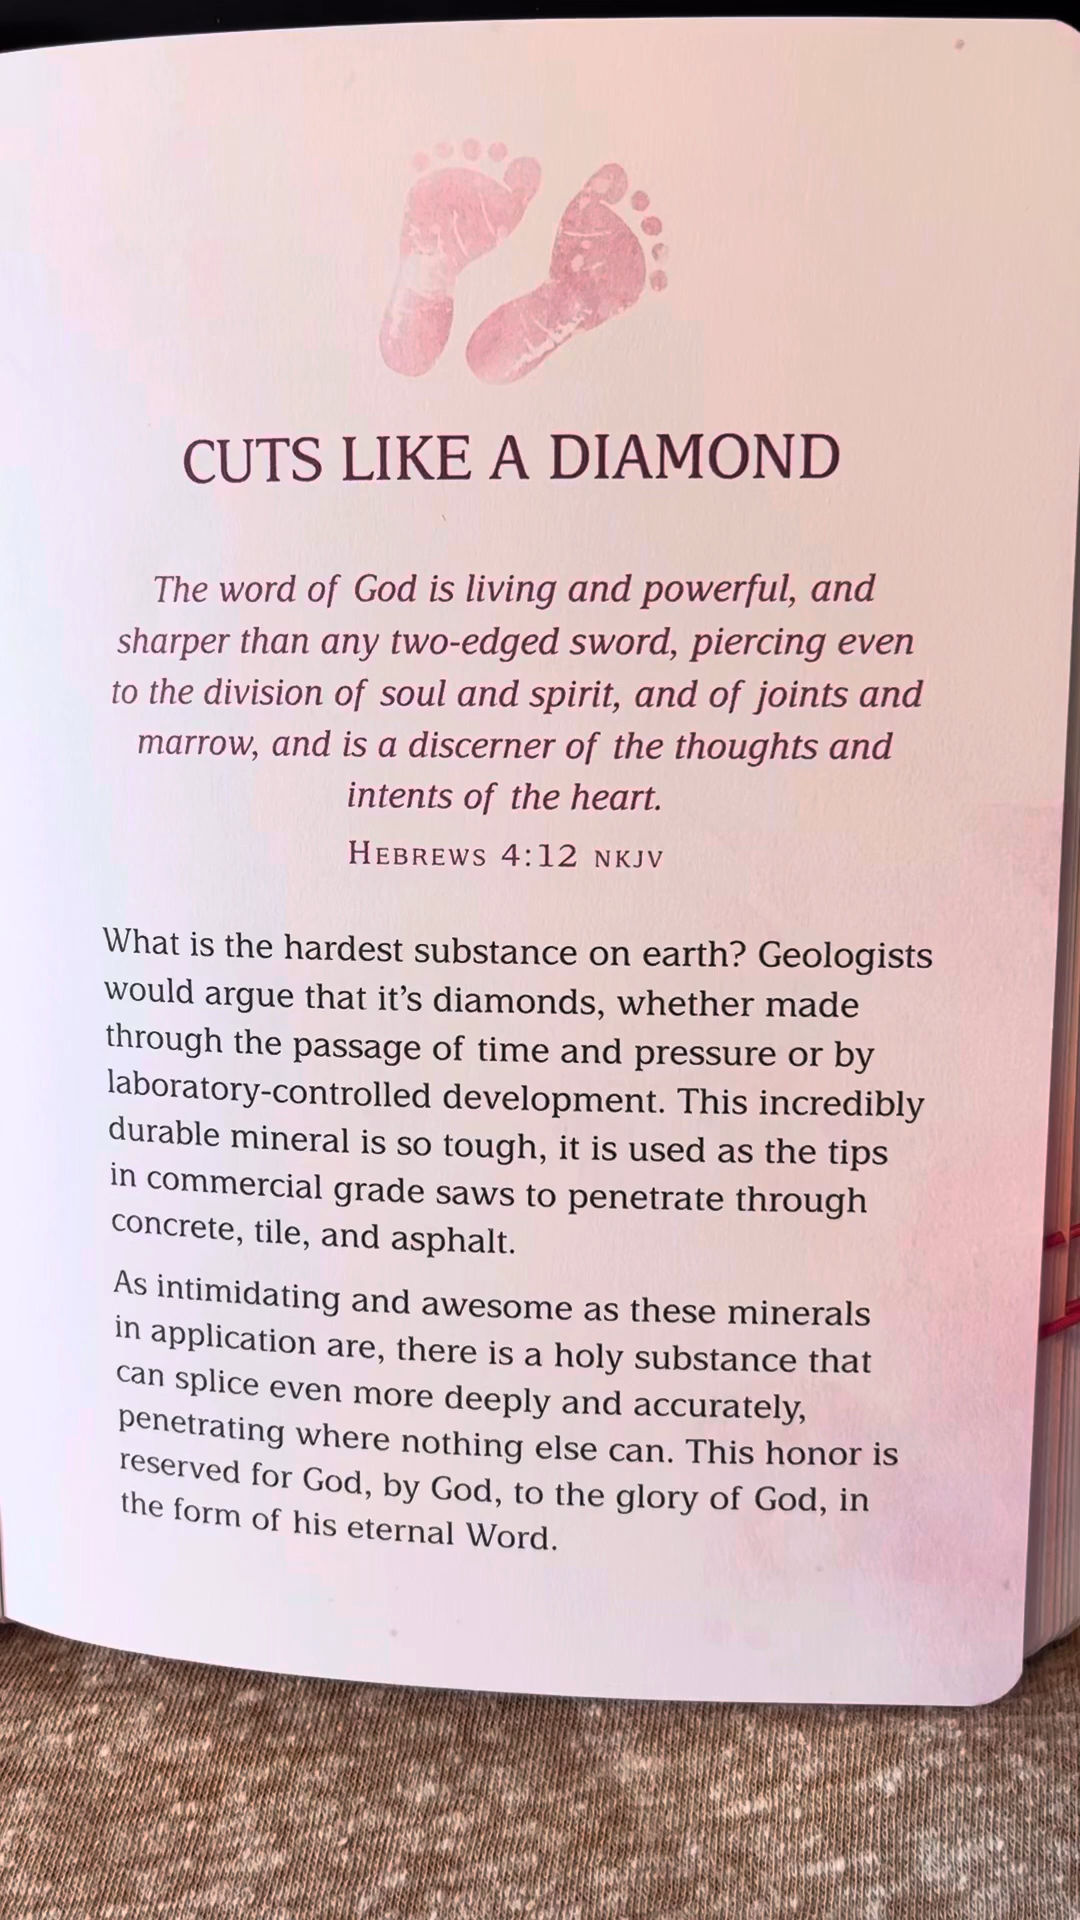 CUTS LIKE A DIAMOND
The word of God is living and powerful, and
sharper than any two-edged sword, piercing even
to the division of soul and spirit, and of joints and
marrow, and is a discerner of the thoughts and
intents of the heart.
HEBREWS 4:12 NKJV
What is the hardest substance on earth? Geologists
would argue that it’s diamonds, whether made
through the passage of time and pressure or by
laboratory-controlled development. This incredibly
durable mineral is so tough, it is used as the tips
in commercial grade saws to penetrate through
concrete, tile, and asphalt.
As intimidating and awesome as these minerals
in application are, there is a holy substance that
can splice even more deeply and accurately,
penetrating where nothing else can. This honor is
reserved for God, by God, to the glory of God, in
the form of his eternal Word.